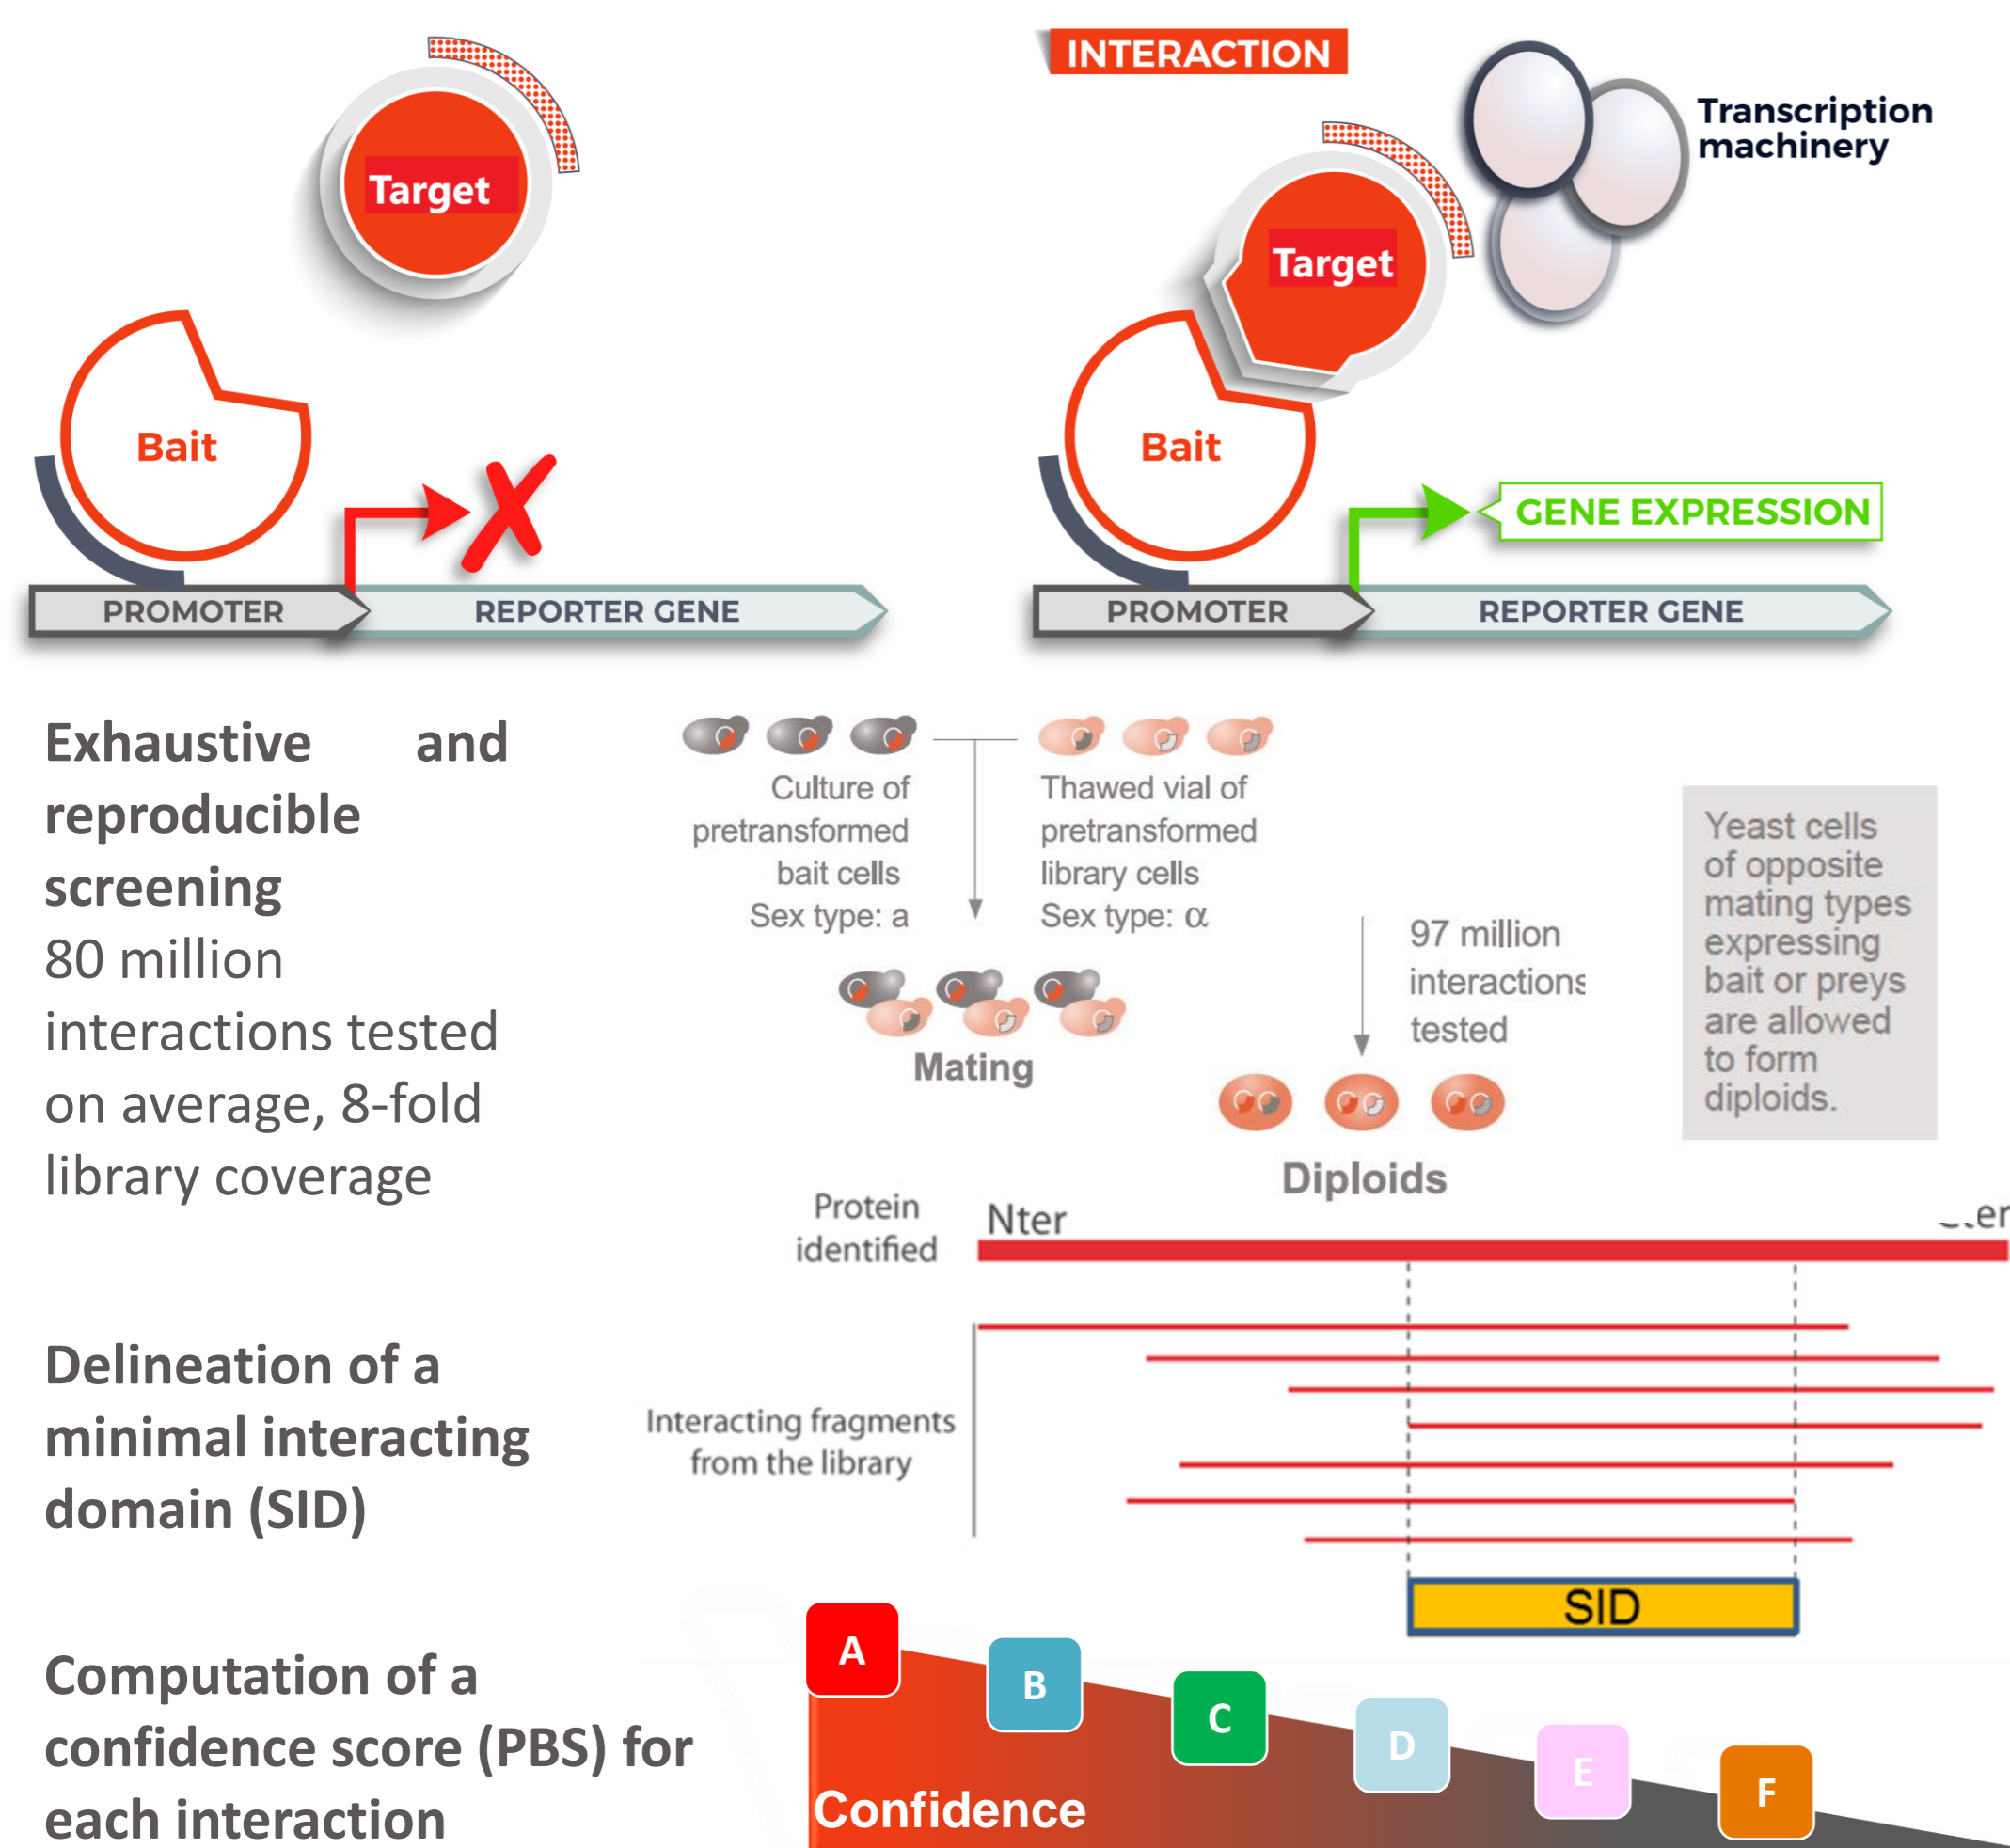 INTERACTION
Transcription
machinery
Target
Target
Bait
Bait
GENE EXPRESSION
PROMOTER
REPORTER GENE
PROMOTER
REPORTER GENE
Exhaustive and
reproducible
screening
80 million
interactions tested
on average, 8-fold
library coverage
Culture of
pretransformed
bait cells
Sex type: a
Thawed vial of
pretransformed
library cells
Sex type: α
Mating
97 million
interactions
tested
Diploids
Yeast cells
of opposite
mating types
expressing
bait or preys
are allowed
to form
diploids.
Protein
identified
Nter
Delineation of a
minimal interacting
domain (SID)
Interacting fragments
from the library
SID
Computation of a
confidence score (PBS) for
each interaction
A
B
C
D
E
F
Confidence